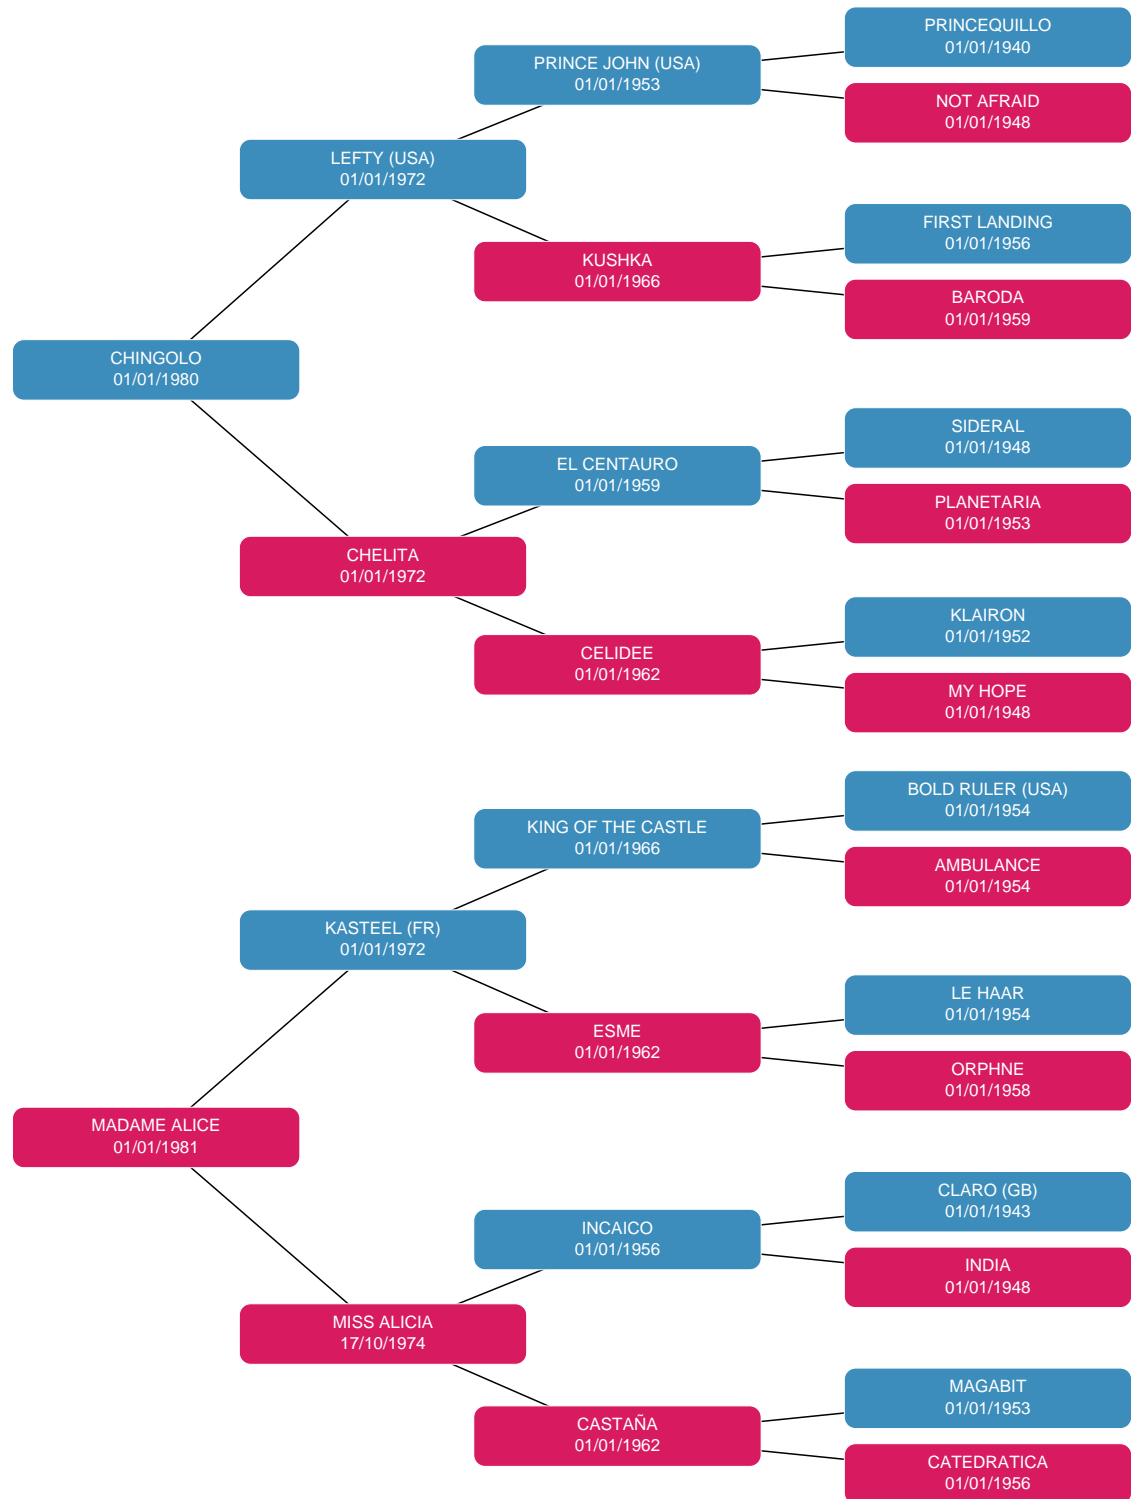 PRINCEQUILLO
01/01/1940
PRINCE JOHN (USA)
01/01/1953
NOT AFRAID
01/01/1948
LEFTY (USA)
01/01/1972
FIRST LANDING
01/01/1956
KUSHKA
01/01/1966
BARODA
01/01/1959
CHINGOLO
01/01/1980
SIDERAL
01/01/1948
EL CENTAURO
01/01/1959
PLANETARIA
01/01/1953
CHELITA
01/01/1972
KLAIRON
01/01/1952
CELIDEE
01/01/1962
MY HOPE
01/01/1948
BOLD RULER (USA)
01/01/1954
KING OF THE CASTLE
01/01/1966
AMBULANCE
01/01/1954
KASTEEL (FR)
01/01/1972
LE HAAR
01/01/1954
ESME
01/01/1962
ORPHNE
01/01/1958
MADAME ALICE
01/01/1981
CLARO (GB)
01/01/1943
INCAICO
01/01/1956
INDIA
01/01/1948
MISS ALICIA
17/10/1974
MAGABIT
01/01/1953
CASTAÑA
01/01/1962
CATEDRATICA
01/01/1956